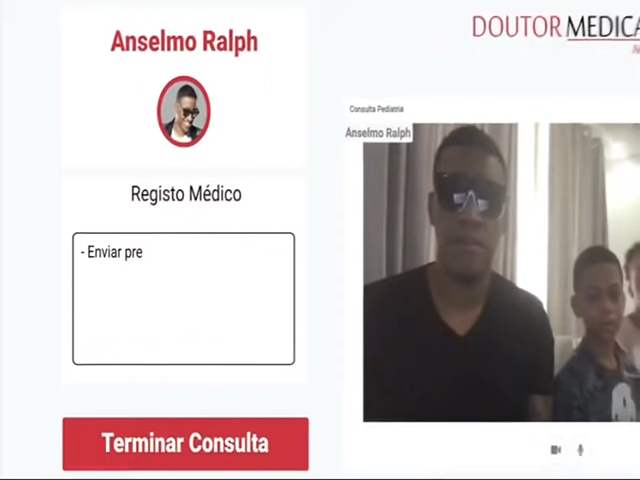 Anselmo Ralph
Registo Médico
- Enviar pre
Terminar Consulta
DOUTOR MEDICA
Consulta Pediatria
Anselmo Ralph